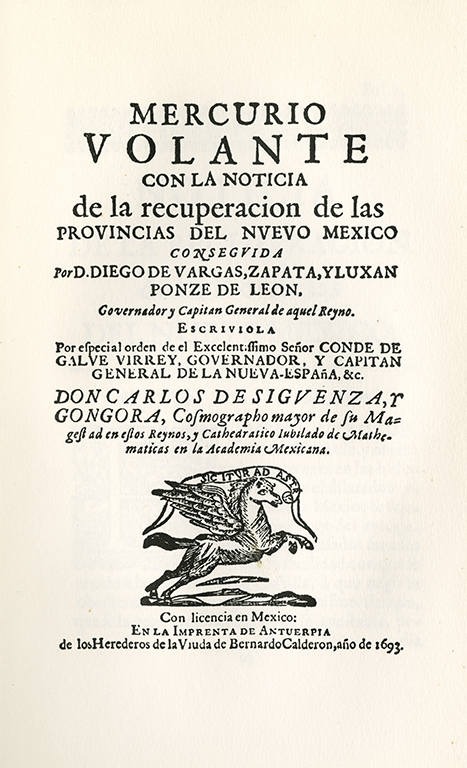 MERCURIO
VOLANTE
CON LA NOTICIA
de la recuperacion de las
PROVINCIAS DEL NVEVO MEXICO
CONSEGVIDA
Por D. DIEGO DE VARGAS, ZAPATA, Y LUXAN
PONZE DE LEON,
Governador y Capitan General de aquel Reyno.
ESCRIVIOLA
Por especial orden de el Excelentissimo Señor CONDE DE
GALVE VIRREY, GOVERNADOR, Y CAPITAN
GENERAL DE LA NUEVA-ESPAñA, &c.
DON CARLOS DE SIGVENZA, Y
GONGORA, Cosmographo mayor de su Ma-
gestad en estos Reynos, y Cathedratico Iubilado de Mathe-
maticas en la Academia Mexicana.
SIC ITUR AD ASTRA
Con licencia en Mexico:
EN LA IMPRENTA DE ANTUERPIA
de los Herederos de la Viuda de Bernardo Calderon, año de 1693.